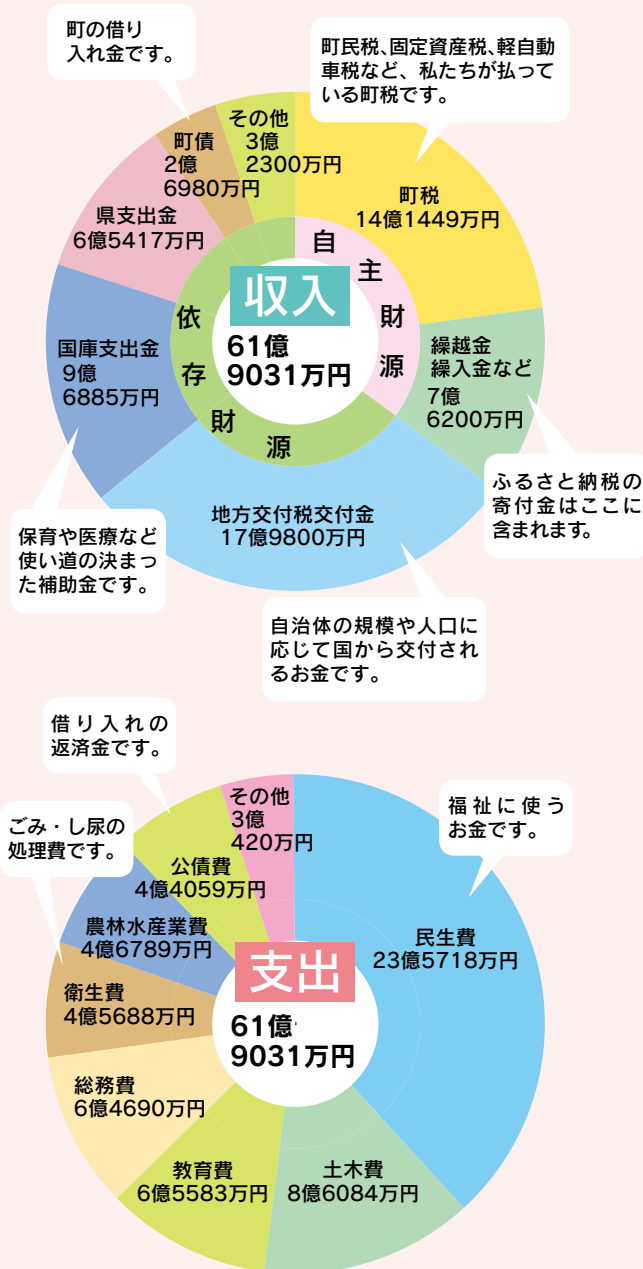 町の借り
入れ金です。
町民税、固定資産税、軽自動
車税など、私たちが払って
いる町税です。
その他
3億
2300万円
町債
2億
6980万円
町税
14億1449万円
県支出金
6億5417万円
自主財源
収入
61億
9031万円
依存財源
国庫支出金
9億
6885万円
繰越金
繰入金など
7億
6200万円
ふるさと納税の
寄付金はここに
含まれます。
地方交付税交付金
17億9800万円
保育や医療など
使い道の決まっ
た補助金です。
自治体の規模や人口に
応じて国から交付され
るお金です。
借り入れの
返済金です。
その他
3億
420万円
福祉に使う
お金です。
ごみ・し尿の
処理費です。
公債費
4億4059万円
農林水産業費
4億6789万円
民生費
23億5718万円
支出
61億
9031万円
衛生費
4億5688万円
総務費
6億4690万円
教育費
6億5583万円
土木費
8億6084万円